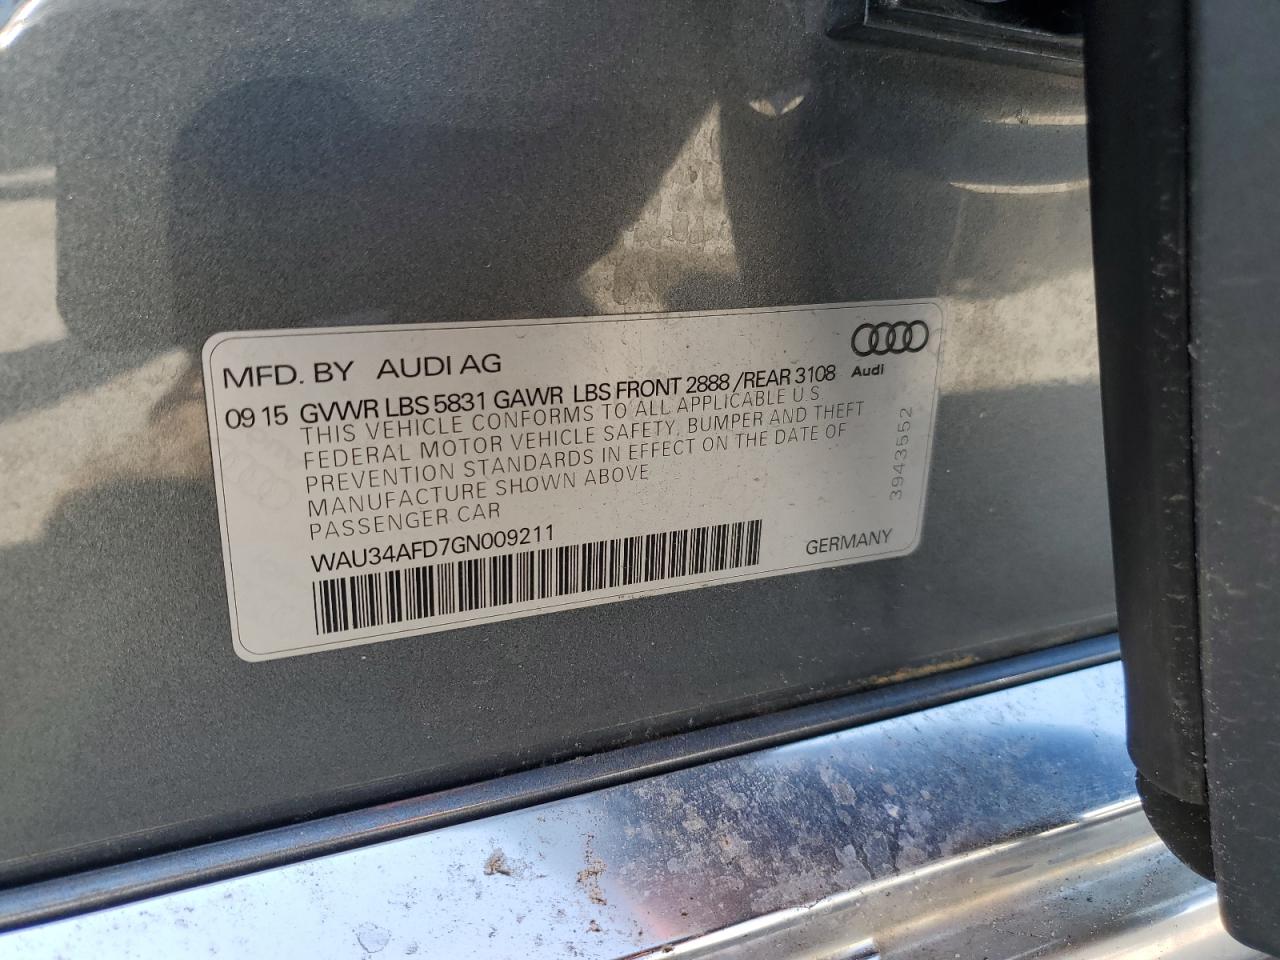 MFD. BY AUDI AG
Audi
09 15 GVWR LBS 5831 GAWR LBS FRONT 2888 /REAR 3108
THIS VEHICLE CONFORMS TO ALL APPLICABLE U S
FEDERAL MOTOR VEHICLE SAFETY, BUMPER AND THEFT
PREVENTION STANDARDS IN EFFECT ON THE DATE OF
MANUFACTURE SHOWN ABOVE
PASSENGER CAR
WAU34AFD7GN009211
GERMANY
3943552